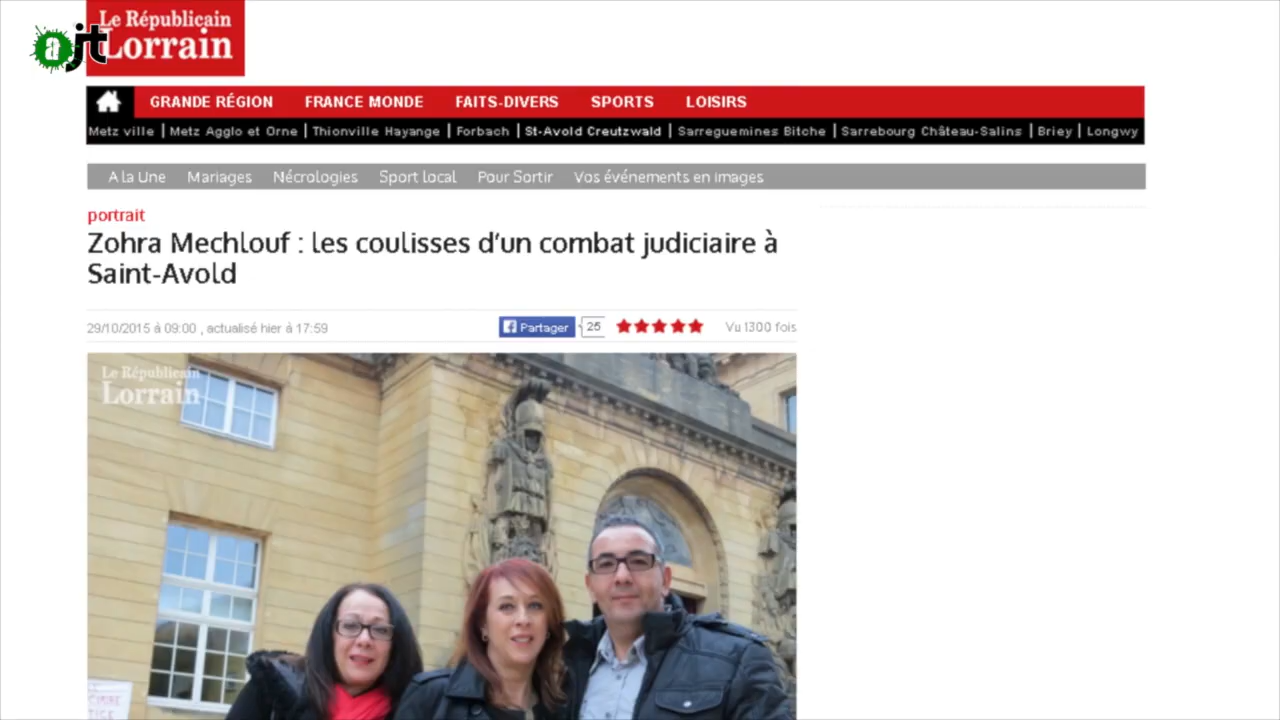 Le Républicain
Lorrain
ajt
GRANDE RÉGION FRANCE MONDE FAITS-DIVERS SPORTS LOISIRS
Metz ville | Metz Agglo et Orne | Thionville Hayange | Forbach | St-Avold Creutzwald | Sarreguemines Bitche | Sarrebourg Château-Salins | Briey | Longwy
A la Une Mariages Nécrologies Sport local Pour Sortir Vos événements en images
portrait
Zohra Mechlouf : les coulisses d'un combat judiciaire à
Saint-Avold
29/10/2015 à 09:00 , actualisé hier à 17:59 Partager 25 Vu 1300 fois
Le Républicain
Lorrain